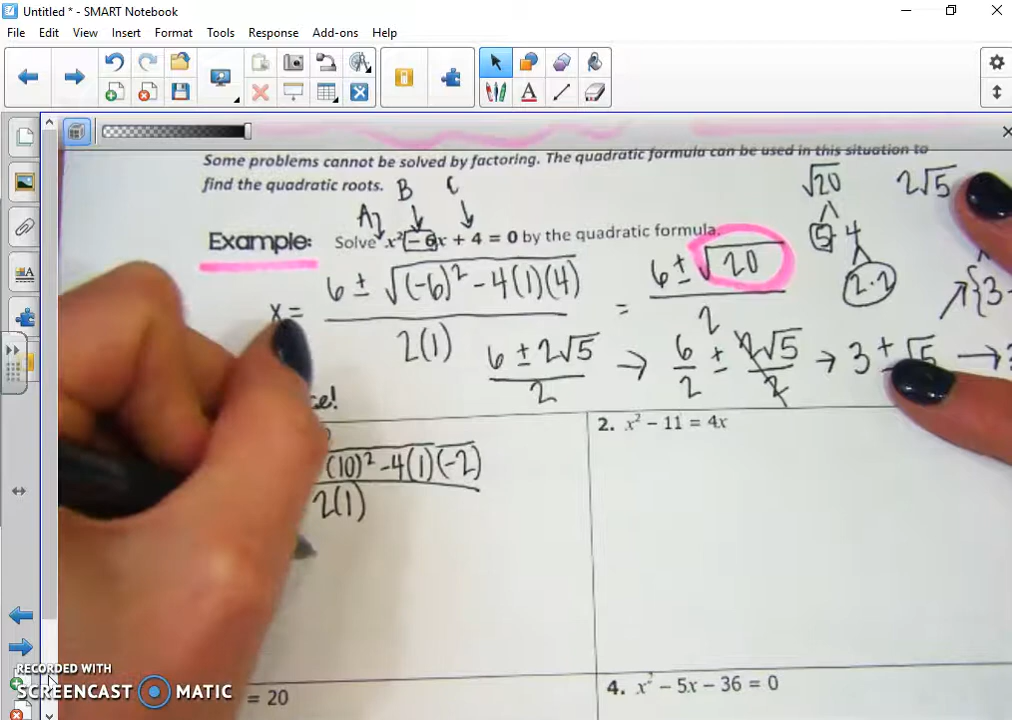 Untitled * - SMART Notebook
File Edit View Insert Format Tools Response Add-ons Help
Some problems cannot be solved by factoring. The quadratic formula can be used in this situation to
find the quadratic roots.
A B C
√20 2√5
5 · 4
2 · 2
Example: Solve x² - 6x + 4 = 0 by the quadratic formula.
x = 6 ± √(-6)² - 4(1)(4) / 2(1) = 6 ± √20 / 2
{3-
6 ± 2√5 / 2 → 6/2 ± 2√5/2 → 3 ± √5 →
ce!
(10)² - 4(1)(-2)
2(1)
2. x² - 11 = 4x
= 20
4. x² - 5x - 36 = 0
RECORDED WITH
SCREENCAST MATIC